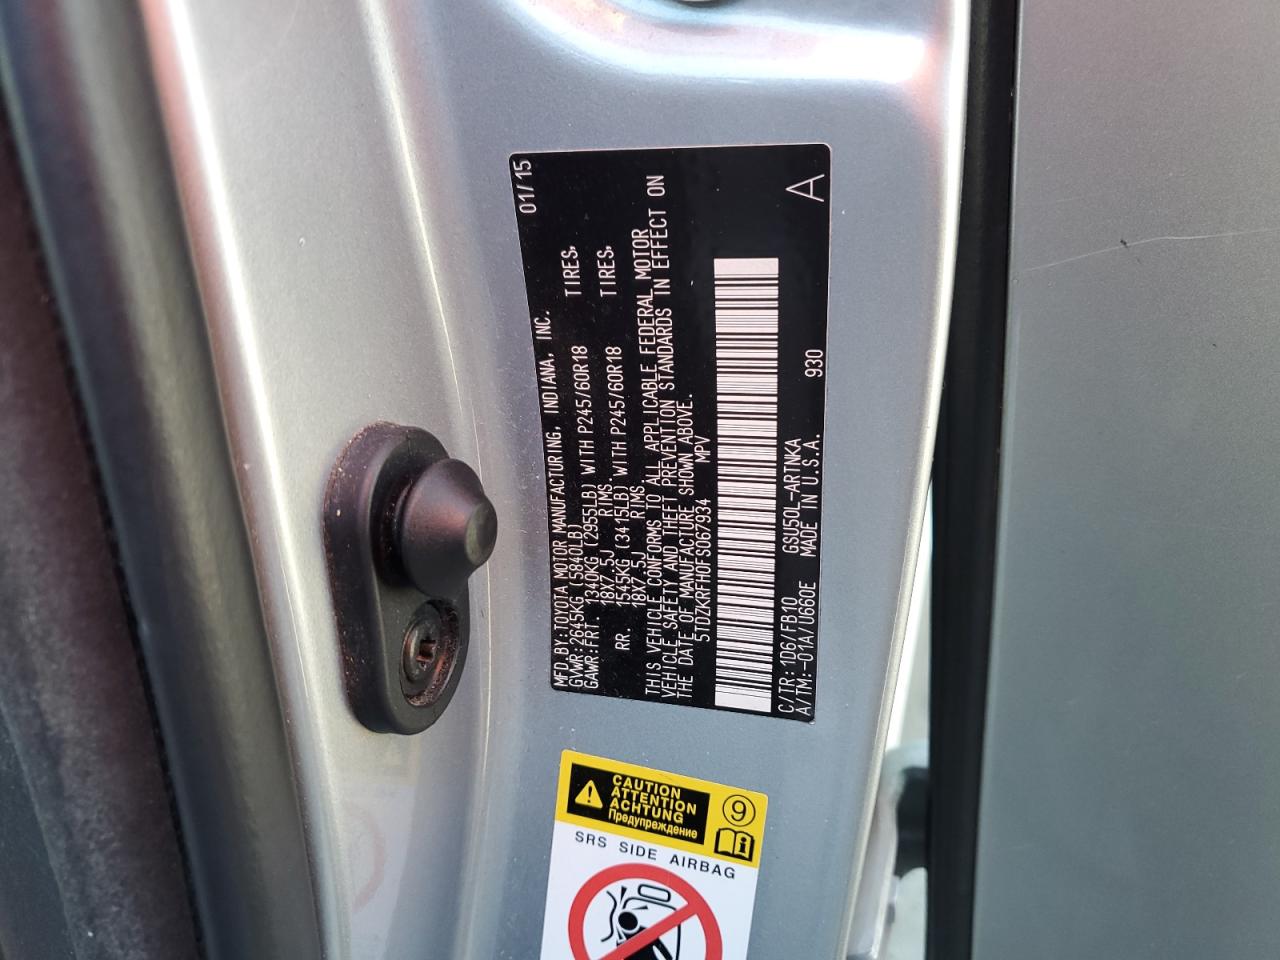 MFD.BY:TOYOTA MOTOR MANUFACTURING, INDIANA, INC. 01/15
GVWR:2645KG (5840LB)
GAWR:FRT. 1340KG (2955LB) WITH P245/60R18 TIRES,
18X7.5J RIMS.
RR. 1545KG (3415LB) WITH P245/60R18 TIRES,
18X7.5J RIMS.
THIS VEHICLE CONFORMS TO ALL APPLICABLE FEDERAL MOTOR
VEHICLE SAFETY AND THEFT PREVENTION STANDARDS IN EFFECT ON
THE DATE OF MANUFACTURE SHOWN ABOVE.
5TDZKRFH0FS067934 MPV
C/TR:1D6/FB10 GSU50L-ARTNKA
A/TM:-01A/U660E MADE IN U.S.A. 930 A
CAUTION
ATTENTION
ACHTUNG
Предупреждение
9
i
SRS SIDE AIRBAG